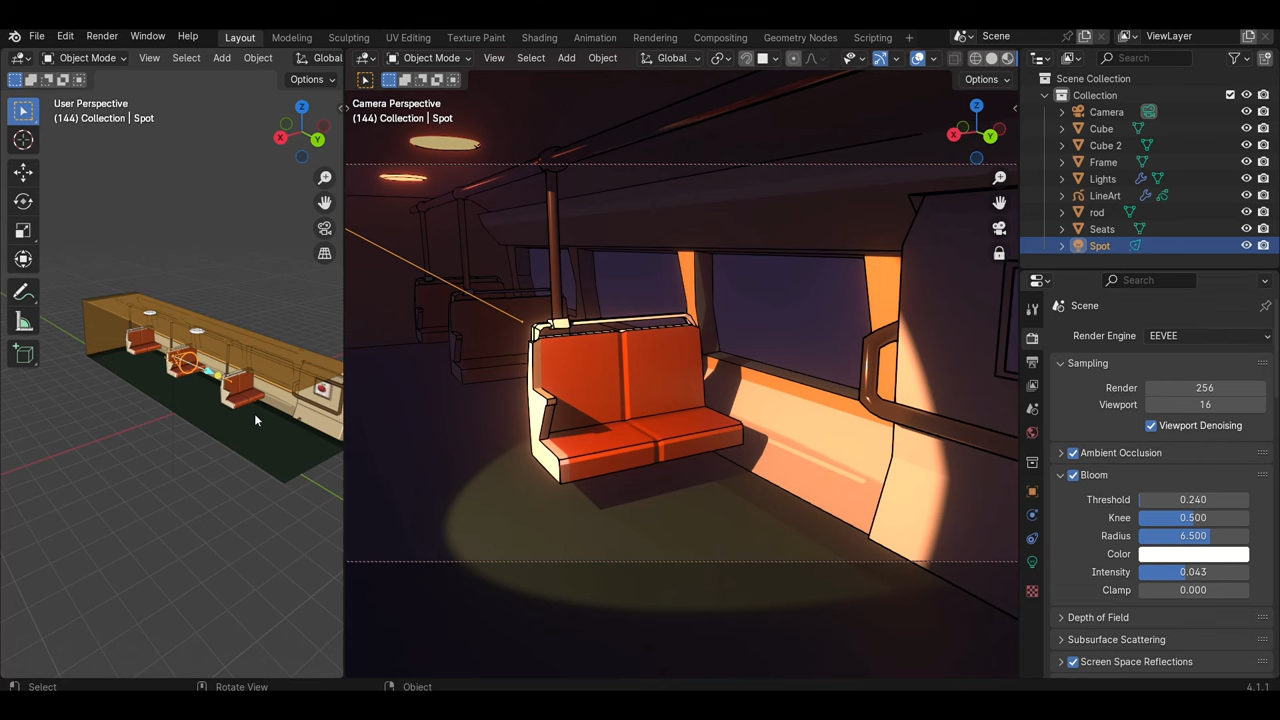 File Edit Render Window Help Layout Modeling Sculpting UV Editing Texture Paint Shading Animation Rendering Compositing Geometry Nodes Scripting + Scene ViewLayer
Object Mode View Select Add Object Global
Object Mode View Select Add Object Global
Search
Options
Options
User Perspective
(144) Collection | Spot
Z
X
Y
Camera Perspective
(144) Collection | Spot
Z
X
Y
Scene Collection
Collection
Camera
Cube
Cube 2
Frame
Lights
LineArt
rod
Seats
Spot
Search
Scene
Render Engine EEVEE
Sampling
Render 256
Viewport 16
Viewport Denoising
Ambient Occlusion
Bloom
Threshold 0.240
Knee 0.500
Radius 6.500
Color
Intensity 0.043
Clamp 0.000
Depth of Field
Subsurface Scattering
Screen Space Reflections
Select Rotate View Object 4.1.1